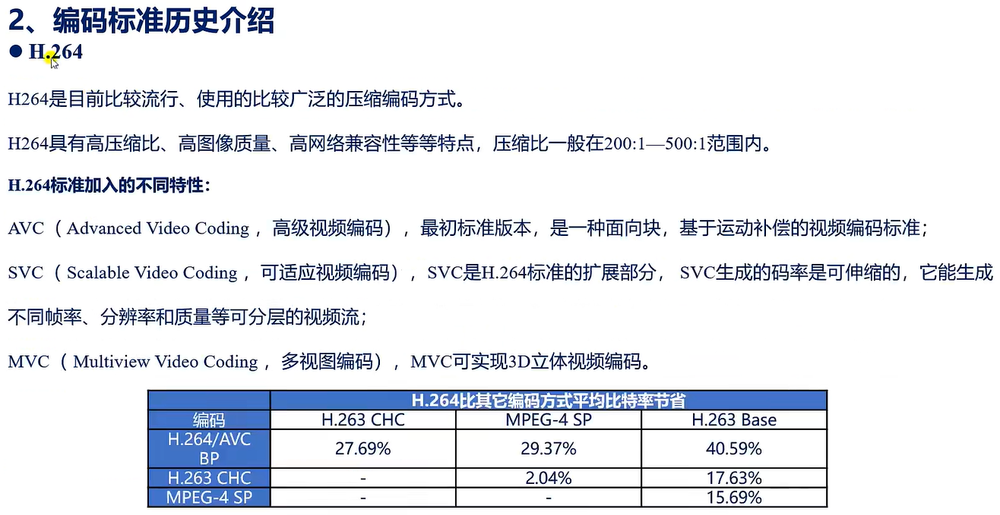 2、编码标准历史介绍
● H.264
H264是目前比较流行、使用的比较广泛的压缩编码方式。
H264具有高压缩比、高图像质量、高网络兼容性等等特点，压缩比一般在200:1—500:1范围内。
H.264标准加入的不同特性：
AVC（ Advanced Video Coding ，高级视频编码），最初标准版本，是一种面向块，基于运动补偿的视频编码标准；
SVC（ Scalable Video Coding ，可适应视频编码），SVC是H.264标准的扩展部分， SVC生成的码率是可伸缩的，它能生成
不同帧率、分辨率和质量等可分层的视频流；
MVC（ Multiview Video Coding ，多视图编码），MVC可实现3D立体视频编码。
H.264比其它编码方式平均比特率节省
编码 H.263 CHC MPEG-4 SP H.263 Base
H.264/AVC
BP 27.69% 29.37% 40.59%
H.263 CHC - 2.04% 17.63%
MPEG-4 SP - - 15.69%